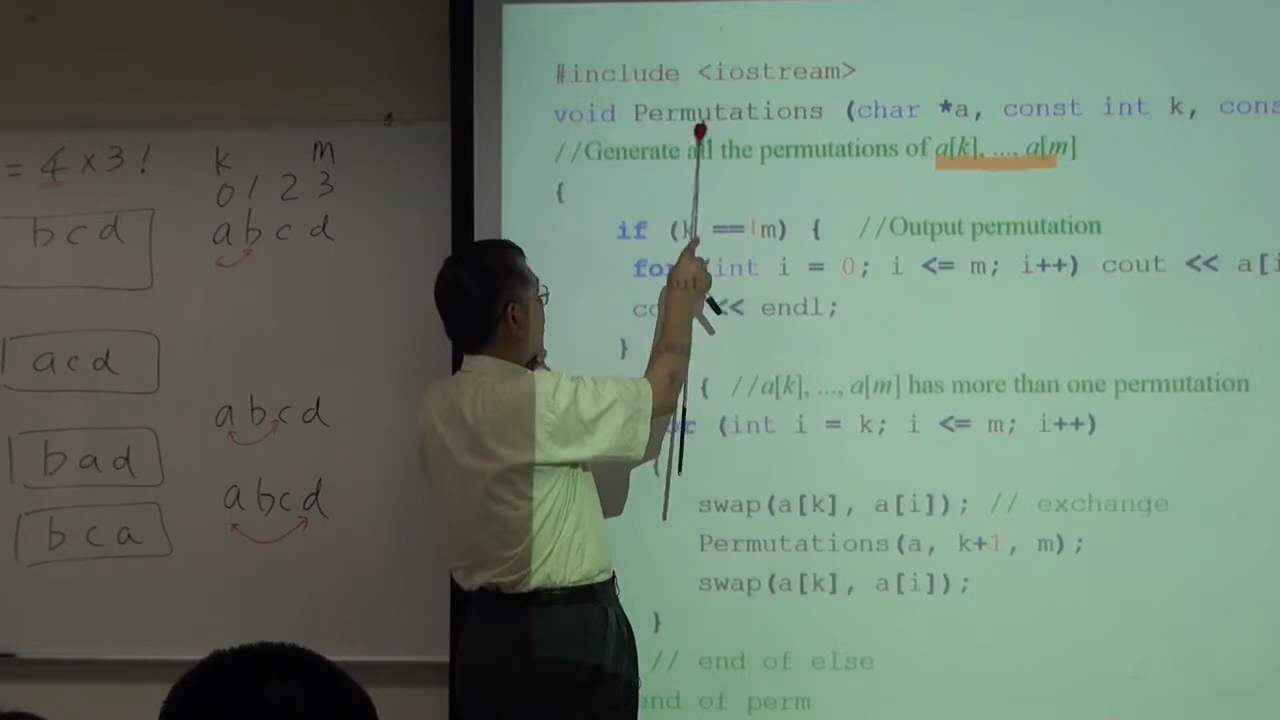 = 4 x 3!
k m
0 1 2 3
b c d
a b c d
a c d
a b c d
b a d
a b c d
b c a
#include <iostream>
void Permutations (char *a, const int k, cons
//Generate all the permutations of a[k], ..., a[m]
{
if (k == m) { //Output permutation
for (int i = 0; i <= m; i++) cout << a[i
<< endl;
}
{ //a[k], ..., a[m] has more than one permutation
(int i = k; i <= m; i++)
{
swap(a[k], a[i]); // exchange
Permutations(a, k+1, m);
swap(a[k], a[i]);
}
// end of else
end of perm